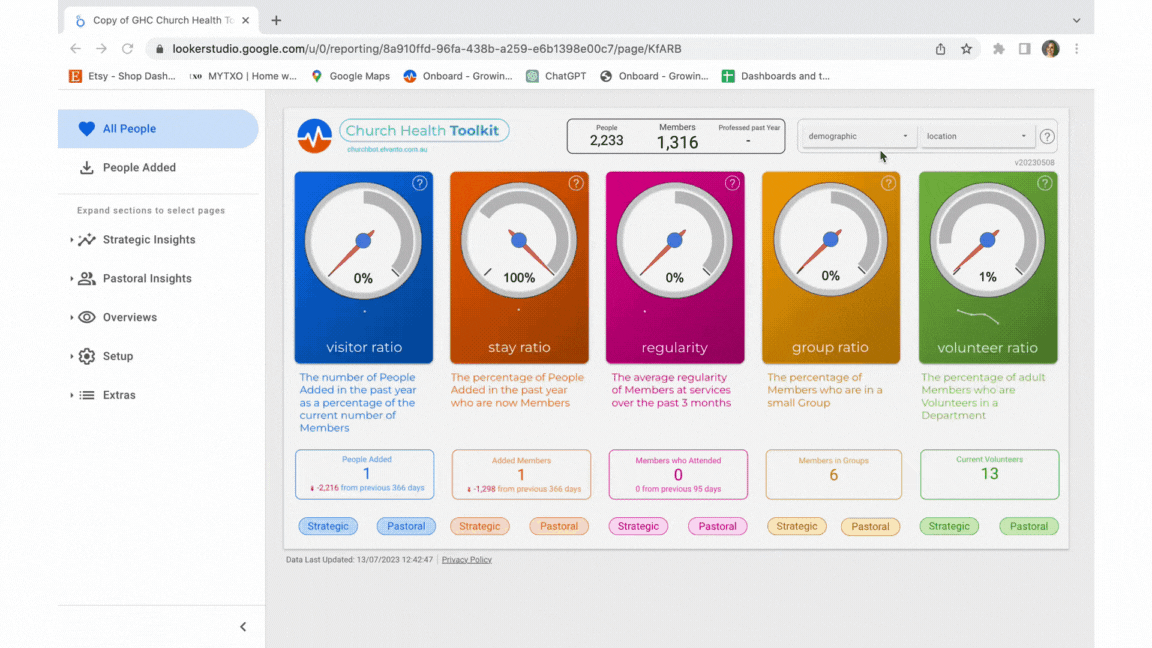 Copy of GHC Church Health To
lookerstudio.google.com/u/0/reporting/8a910ffd-96fa-438b-a259-e6b1398e00c7/page/KfARB
Etsy - Shop Dash...
MYTXO | Home w...
Google Maps
Onboard - Growin...
ChatGPT
Onboard - Growin...
Dashboards and t...
All People
People Added
Expand sections to select pages
Strategic Insights
Pastoral Insights
Overviews
Setup
Extras
Church Health Toolkit
churchbot.elvanto.com.au
People
2,233
Members
1,316
Professed past Year
-
demographic
location
?
v20230508
?
0%
visitor ratio
The number of People
Added in the past year
as a percentage of the
current number of
Members
?
100%
stay ratio
The percentage of People
Added in the past year
who are now Members
?
0%
regularity
The average regularity
of Members at services
over the past 3 months
?
0%
group ratio
The percentage of
Members who are in a
small Group
?
1%
volunteer ratio
The percentage of adult
Members who are
Volunteers in a
Department
People Added
1
-2,216 from previous 366 days
Added Members
1
-1,298 from previous 366 days
Members who Attended
0
0 from previous 95 days
Members in Groups
6
Current Volunteers
13
Strategic
Pastoral
Strategic
Pastoral
Strategic
Pastoral
Strategic
Pastoral
Strategic
Pastoral
Data Last Updated: 13/07/2023 12:42:47
Privacy Policy